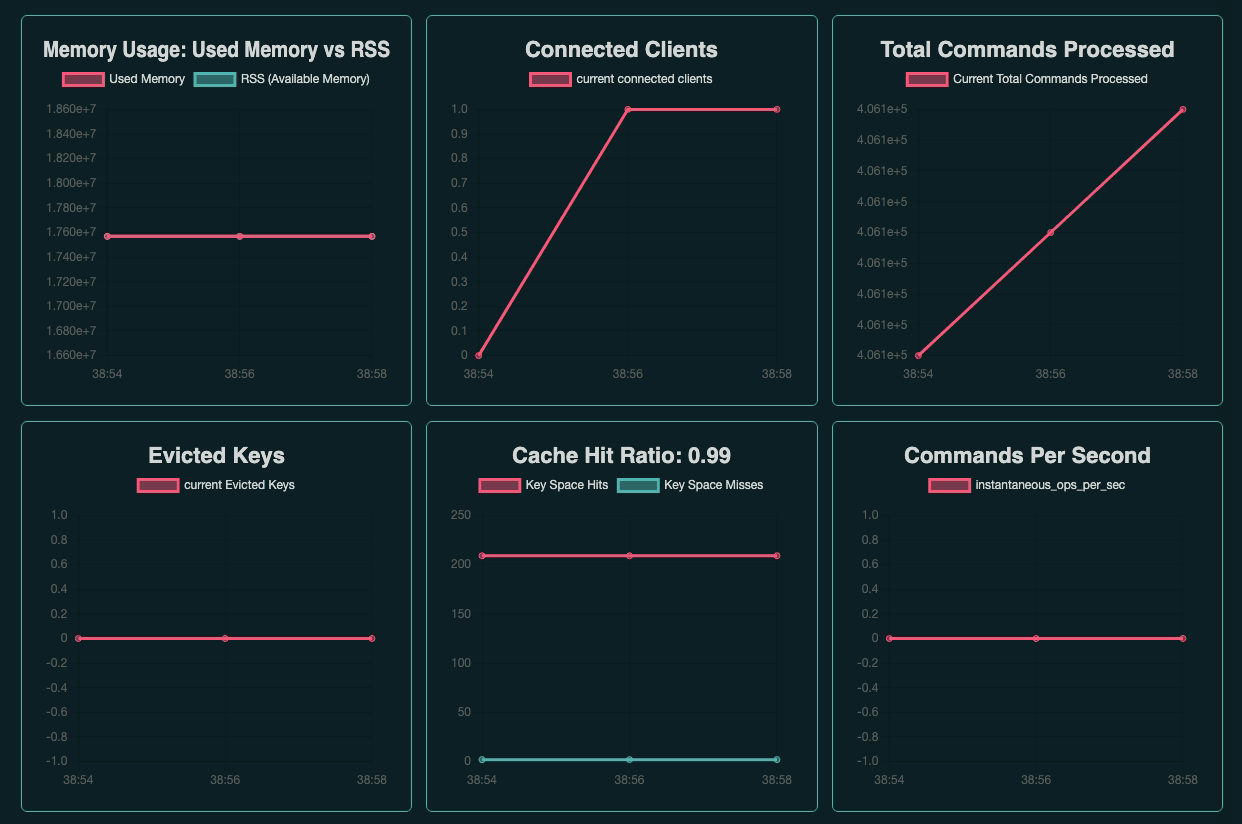 Memory Usage: Used Memory vs RSS
Used Memory
RSS (Available Memory)
1.860e+7
1.840e+7
1.820e+7
1.800e+7
1.780e+7
1.760e+7
1.740e+7
1.720e+7
1.700e+7
1.680e+7
1.660e+7
38:54
38:56
38:58
Connected Clients
current connected clients
1.0
0.9
0.8
0.7
0.6
0.5
0.4
0.3
0.2
0.1
0
38:54
38:56
38:58
Total Commands Processed
Current Total Commands Processed
4.061e+5
4.061e+5
4.061e+5
4.061e+5
4.061e+5
4.061e+5
4.061e+5
4.061e+5
4.061e+5
38:54
38:56
38:58
Evicted Keys
current Evicted Keys
1.0
0.8
0.6
0.4
0.2
0
-0.2
-0.4
-0.6
-0.8
-1.0
38:54
38:56
38:58
Cache Hit Ratio: 0.99
Key Space Hits
Key Space Misses
250
200
150
100
50
0
38:54
38:56
38:58
Commands Per Second
instantaneous_ops_per_sec
1.0
0.8
0.6
0.4
0.2
0
-0.2
-0.4
-0.6
-0.8
-1.0
38:54
38:56
38:58